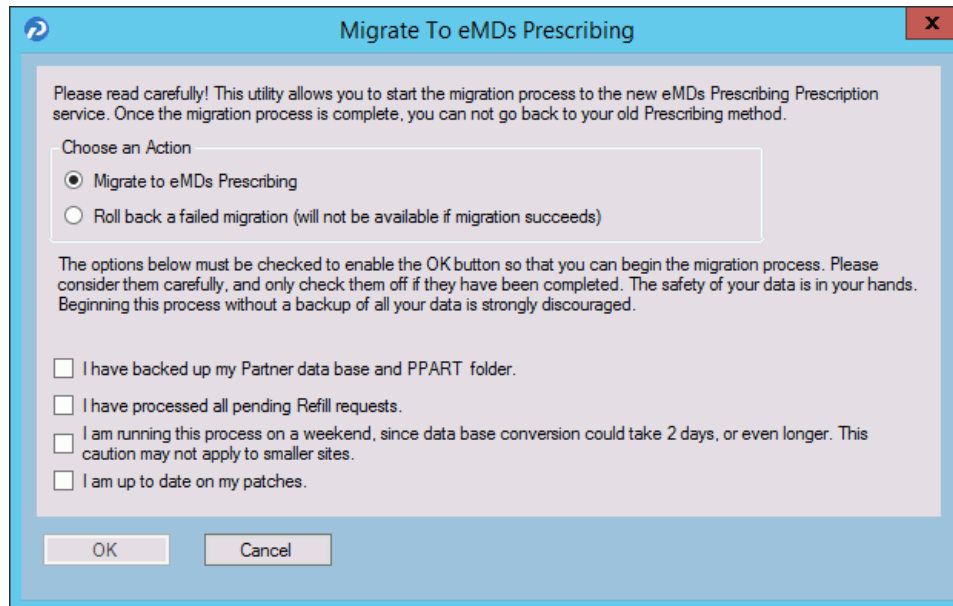 Migrate To eMDs Prescribing
x
Please read carefully! This utility allows you to start the migration process to the new eMDs Prescribing Prescription
service. Once the migration process is complete, you can not go back to your old Prescribing method.
Choose an Action
Migrate to eMDs Prescribing
Roll back a failed migration (will not be available if migration succeeds)
The options below must be checked to enable the OK button so that you can begin the migration process. Please
consider them carefully, and only check them off if they have been completed. The safety of your data is in your hands.
Beginning this process without a backup of all your data is strongly discouraged.
I have backed up my Partner data base and PPART folder.
I have processed all pending Refill requests.
I am running this process on a weekend, since data base conversion could take 2 days, or even longer. This
caution may not apply to smaller sites.
I am up to date on my patches.
OK
Cancel